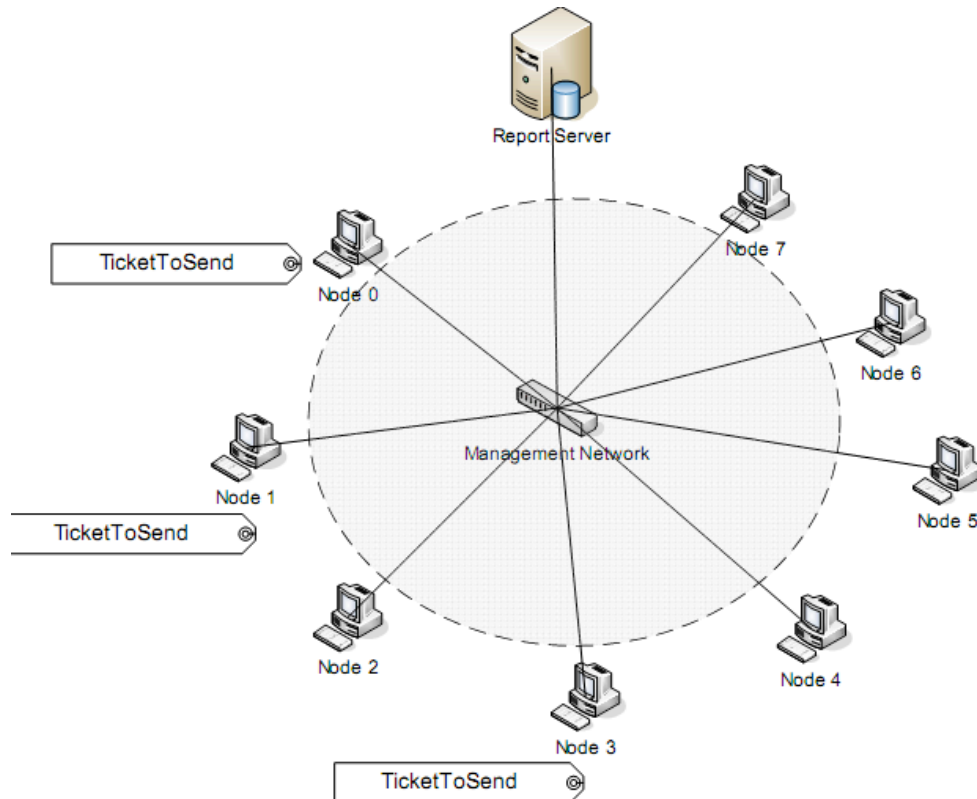 Report Server
Node 7
TicketToSend
Node 0
Node 6
Management Network
Node 1
Node 5
TicketToSend
Node 2
Node 4
Node 3
TicketToSend